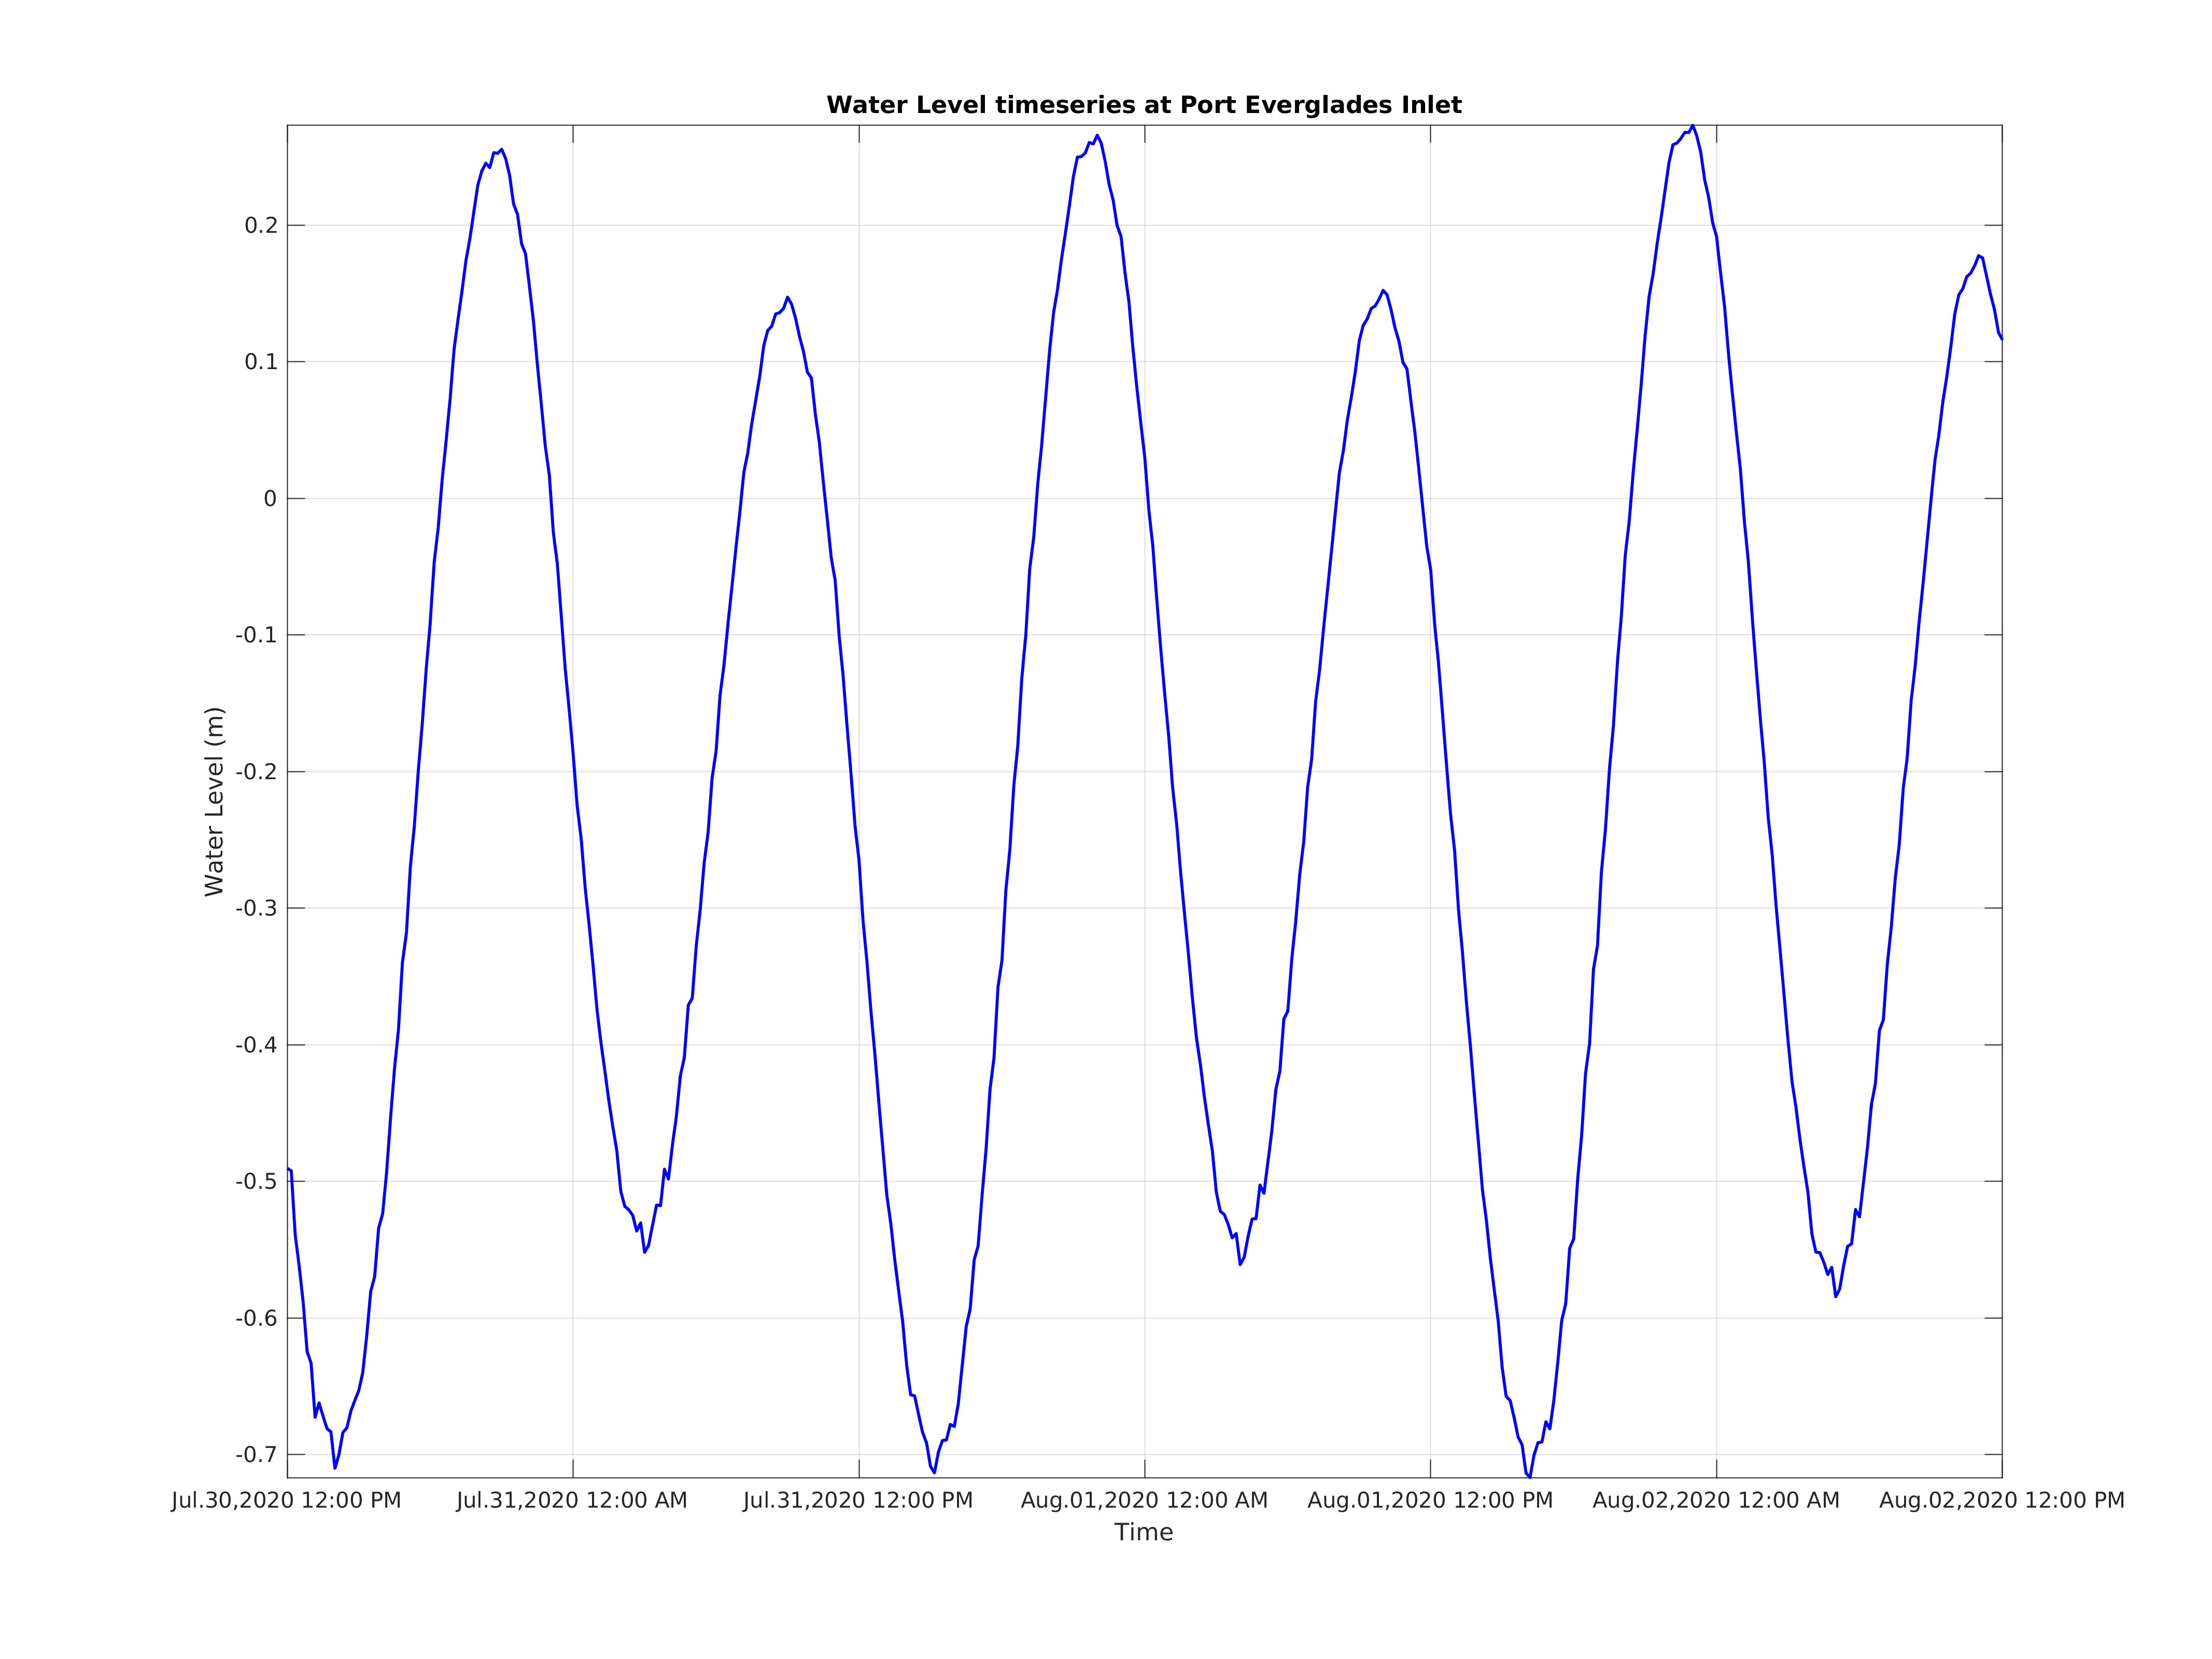 Water Level timeseries at Port Everglades Inlet
0.2
0.1
0
-0.1
-0.2
-0.3
-0.4
-0.5
-0.6
-0.7
Water Level (m)
Jul.30,2020 12:00 PM Jul.31,2020 12:00 AM Jul.31,2020 12:00 PM Aug.01,2020 12:00 AM Aug.01,2020 12:00 PM Aug.02,2020 12:00 AM Aug.02,2020 12:00 PM
Time